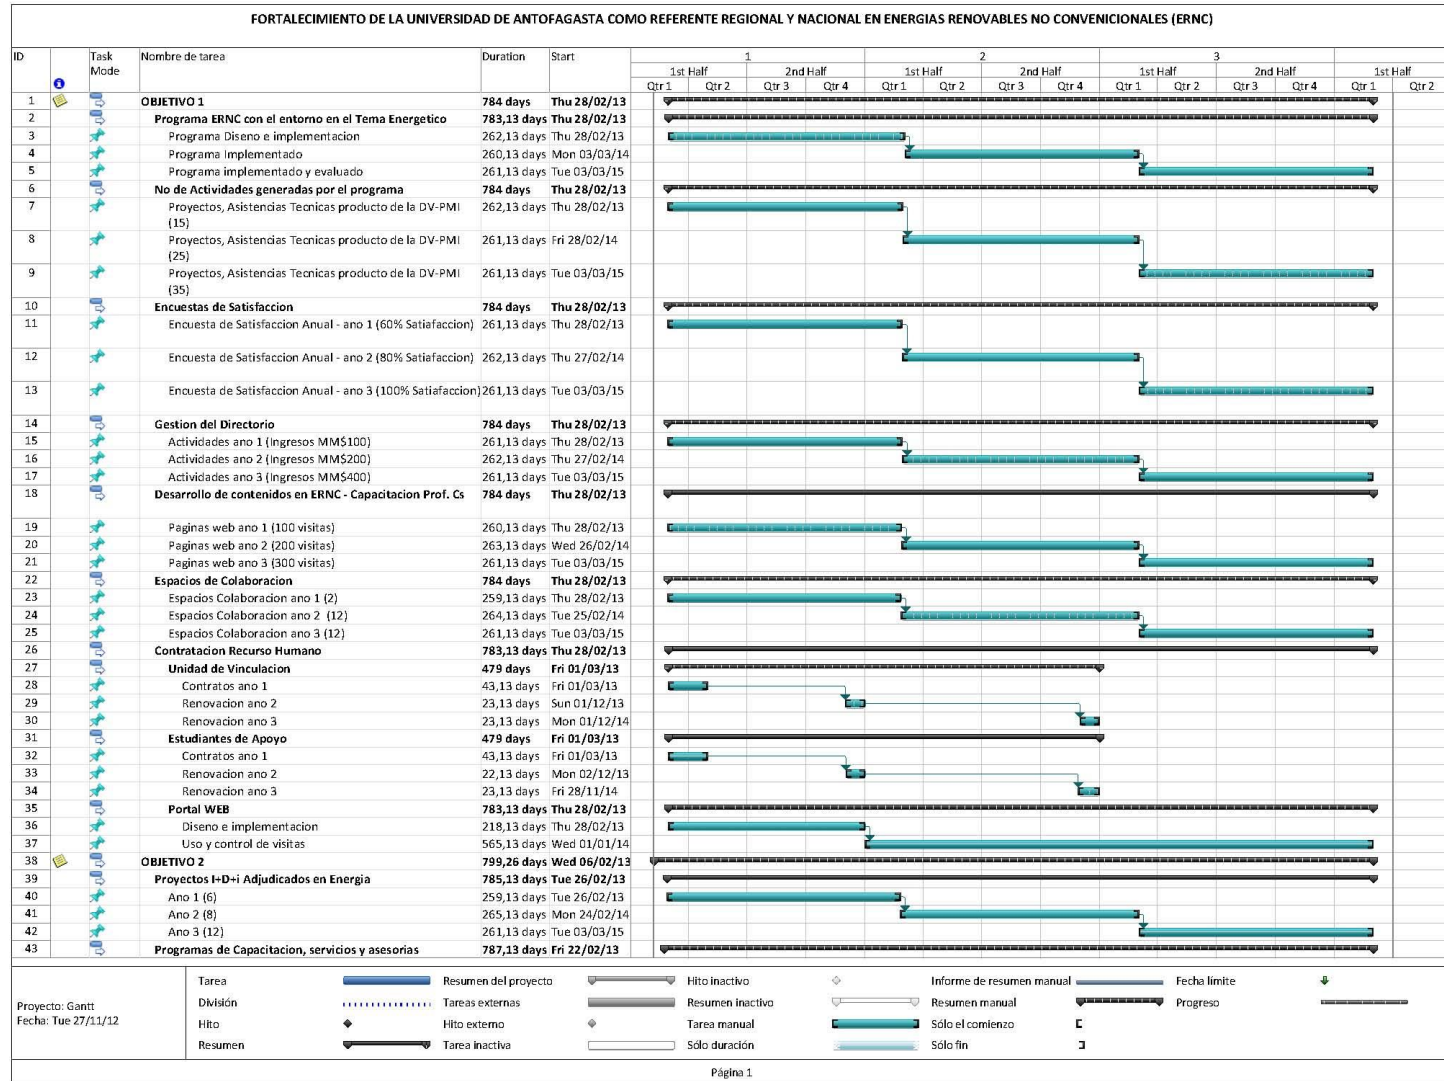 FORTALECIMIENTO DE LA UNIVERSIDAD DE ANTOFAGASTA COMO REFERENTE REGIONAL Y NACIONAL EN ENERGIAS RENOVABLES NO CONVENICIONALES (ERNC)
ID Task Mode Nombre de tarea Duration Start 1 2 3
1st Half 2nd Half 1st Half 2nd Half 1st Half 2nd Half 1st Half
Qtr 1 Qtr 2 Qtr 3 Qtr 4 Qtr 1 Qtr 2 Qtr 3 Qtr 4 Qtr 1 Qtr 2 Qtr 3 Qtr 4 Qtr 1 Qtr 2
1 OBJETIVO 1 784 days Thu 28/02/13
2 Programa ERNC con el entorno en el Tema Energetico 783,13 days Thu 28/02/13
3 Programa Diseno e implementacion 262,13 days Thu 28/02/13
4 Programa Implementado 260,13 days Mon 03/03/14
5 Programa implementado y evaluado 261,13 days Tue 03/03/15
6 No de Actividades generadas por el programa 784 days Thu 28/02/13
7 Proyectos, Asistencias Tecnicas producto de la DV-PMI 262,13 days Thu 28/02/13
(15)
8 Proyectos, Asistencias Tecnicas producto de la DV-PMI 261,13 days Fri 28/02/14
(25)
9 Proyectos, Asistencias Tecnicas producto de la DV-PMI 261,13 days Tue 03/03/15
(35)
10 Encuestas de Satisfaccion 784 days Thu 28/02/13
11 Encuesta de Satisfaccion Anual - ano 1 (60% Satiafaccion) 261,13 days Thu 28/02/13
12 Encuesta de Satisfaccion Anual - ano 2 (80% Satiafaccion) 262,13 days Thu 27/02/14
13 Encuesta de Satisfaccion Anual - ano 3 (100% Satiafaccion) 261,13 days Tue 03/03/15
14 Gestion del Directorio 784 days Thu 28/02/13
15 Actividades ano 1 (Ingresos MM$100) 261,13 days Thu 28/02/13
16 Actividades ano 2 (Ingresos MM$200) 262,13 days Thu 27/02/14
17 Actividades ano 3 (Ingresos MM$400) 261,13 days Tue 03/03/15
18 Desarrollo de contenidos en ERNC - Capacitacion Prof. Cs 784 days Thu 28/02/13
19 Paginas web ano 1 (100 visitas) 260,13 days Thu 28/02/13
20 Paginas web ano 2 (200 visitas) 263,13 days Wed 26/02/14
21 Paginas web ano 3 (300 visitas) 261,13 days Tue 03/03/15
22 Espacios de Colaboracion 784 days Thu 28/02/13
23 Espacios Colaboracion ano 1 (2) 259,13 days Thu 28/02/13
24 Espacios Colaboracion ano 2 (12) 264,13 days Tue 25/02/14
25 Espacios Colaboracion ano 3 (12) 261,13 days Tue 03/03/15
26 Contratacion Recurso Humano 783,13 days Thu 28/02/13
27 Unidad de Vinculacion 479 days Fri 01/03/13
28 Contratos ano 1 43,13 days Fri 01/03/13
29 Renovacion ano 2 23,13 days Sun 01/12/13
30 Renovacion ano 3 23,13 days Mon 01/12/14
31 Estudiantes de Apoyo 479 days Fri 01/03/13
32 Contratos ano 1 43,13 days Fri 01/03/13
33 Renovacion ano 2 22,13 days Mon 02/12/13
34 Renovacion ano 3 23,13 days Fri 28/11/14
35 Portal WEB 783,13 days Thu 28/02/13
36 Diseno e implementacion 218,13 days Thu 28/02/13
37 Uso y control de visitas 565,13 days Wed 01/01/14
38 OBJETIVO 2 799,26 days Wed 06/02/13
39 Proyectos I+D+i Adjudicados en Energia 785,13 days Tue 26/02/13
40 Ano 1 (6) 259,13 days Tue 26/02/13
41 Ano 2 (8) 265,13 days Mon 24/02/14
42 Ano 3 (12) 261,13 days Tue 03/03/15
43 Programas de Capacitacion, servicios y asesorias 787,13 days Fri 22/02/13
Proyecto: Gantt
Fecha: Tue 27/11/12
Tarea Resumen del proyecto Hito inactivo Informe de resumen manual Fecha límite
División Tareas externas Resumen inactivo Resumen manual Progreso
Hito Hito externo Tarea manual Sólo el comienzo
Resumen Tarea inactiva Sólo duración Sólo fin
Página 1